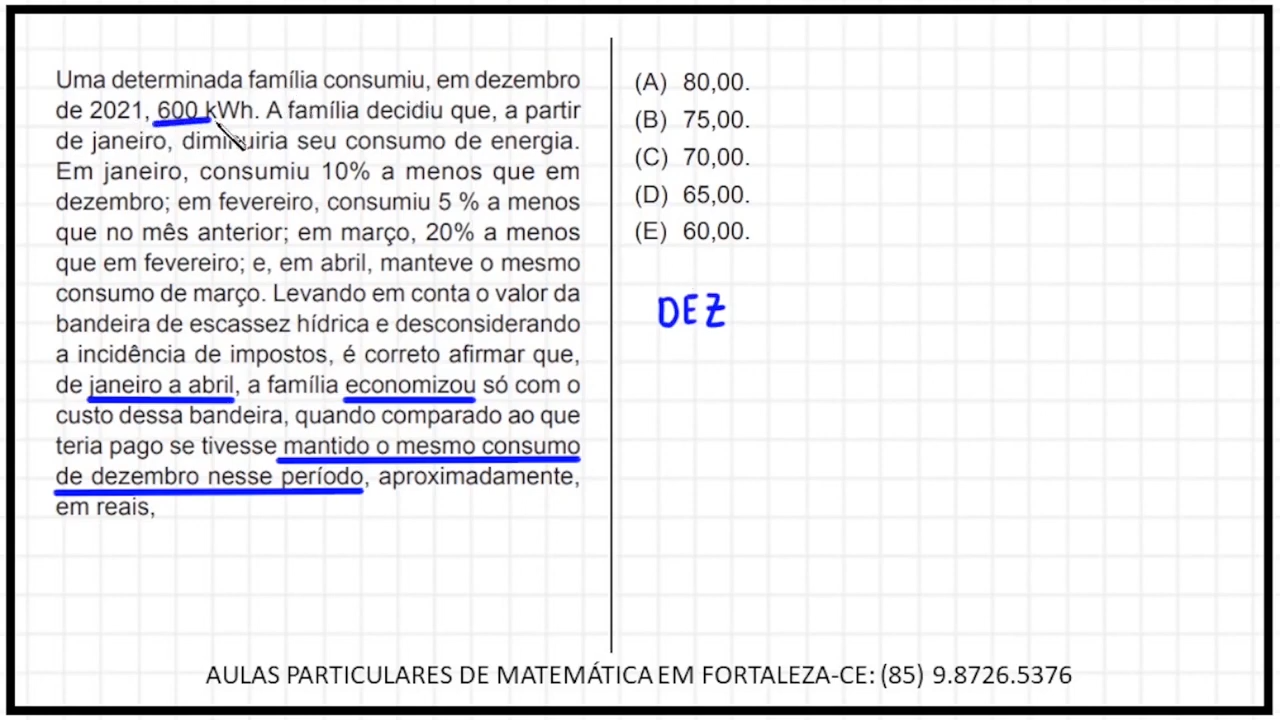 Uma determinada família consumiu, em dezembro
de 2021, 600 kWh. A família decidiu que, a partir
de janeiro, diminuiria seu consumo de energia.
Em janeiro, consumiu 10% a menos que em
dezembro; em fevereiro, consumiu 5 % a menos
que no mês anterior; em março, 20% a menos
que em fevereiro; e, em abril, manteve o mesmo
consumo de março. Levando em conta o valor da
bandeira de escassez hídrica e desconsiderando
a incidência de impostos, é correto afirmar que,
de janeiro a abril, a família economizou só com o
custo dessa bandeira, quando comparado ao que
teria pago se tivesse mantido o mesmo consumo
de dezembro nesse período, aproximadamente,
em reais,
(A) 80,00.
(B) 75,00.
(C) 70,00.
(D) 65,00.
(E) 60,00.
DEZ
AULAS PARTICULARES DE MATEMÁTICA EM FORTALEZA-CE: (85) 9.8726.5376